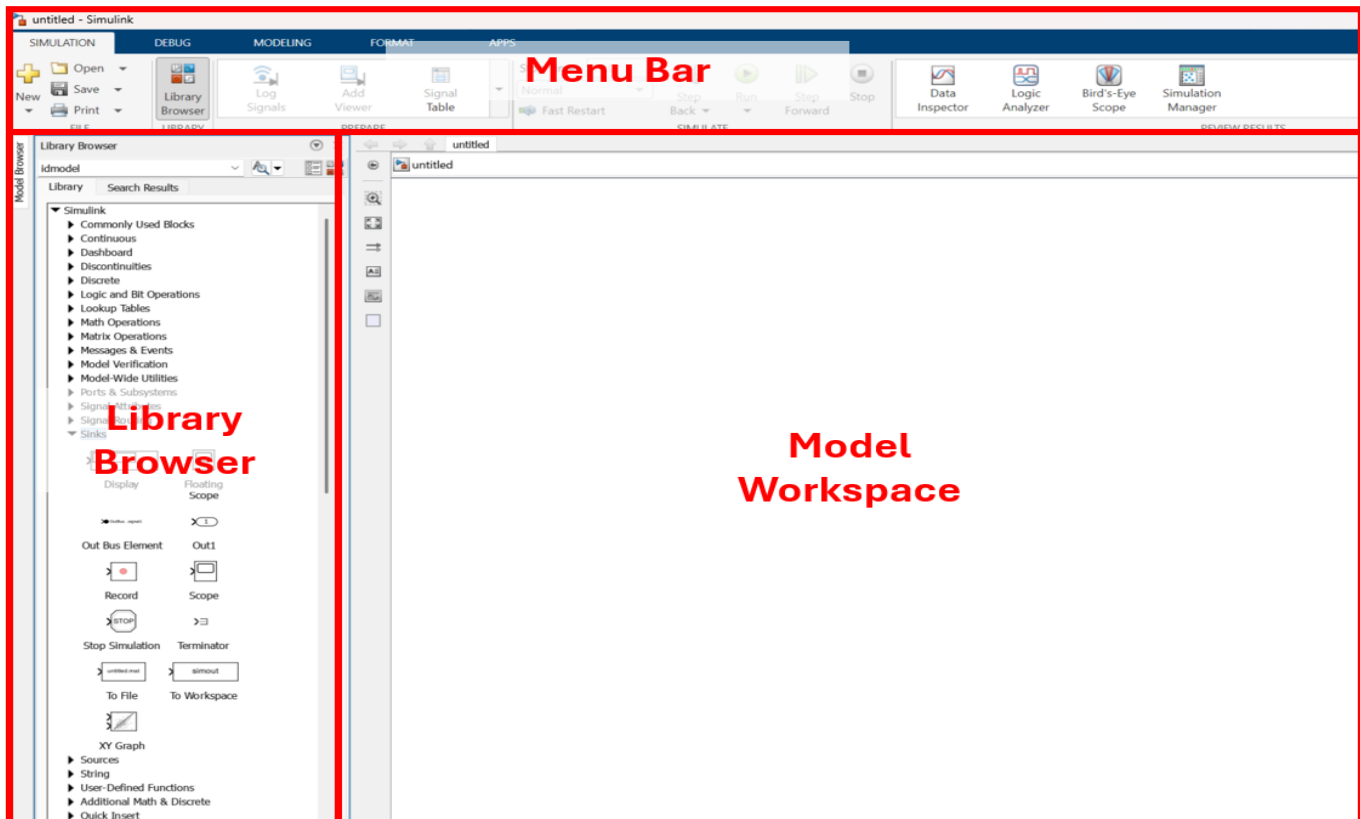 untitled - Simulink
SIMULATION DEBUG MODELING FORMAT APPS
New Open Save Print
FILE
Library Browser
LIBRARY
Log Signals
Add Viewer
Signal Table
PREPARE
Menu Bar
Normal
Fast Restart
Step Back
Run
Step Forward
Stop
SIMULATE
Data Inspector
Logic Analyzer
Bird's-Eye Scope
Simulation Manager
REVIEW RESULTS
Model Browser
Library Browser
idmodel
Library Search Results
Simulink
Commonly Used Blocks
Continuous
Dashboard
Discontinuities
Discrete
Logic and Bit Operations
Lookup Tables
Math Operations
Matrix Operations
Messages & Events
Model Verification
Model-Wide Utilities
Ports & Subsystems
Signal Attributes
Signal Routing
Sinks
Library
Browser
Display Floating Scope
Out Bus Element Out1
1
Record Scope
STOP
Stop Simulation Terminator
untitled.mat simout
To File To Workspace
XY Graph
Sources
String
User-Defined Functions
Additional Math & Discrete
Quick Insert
untitled
untitled
Model
Workspace